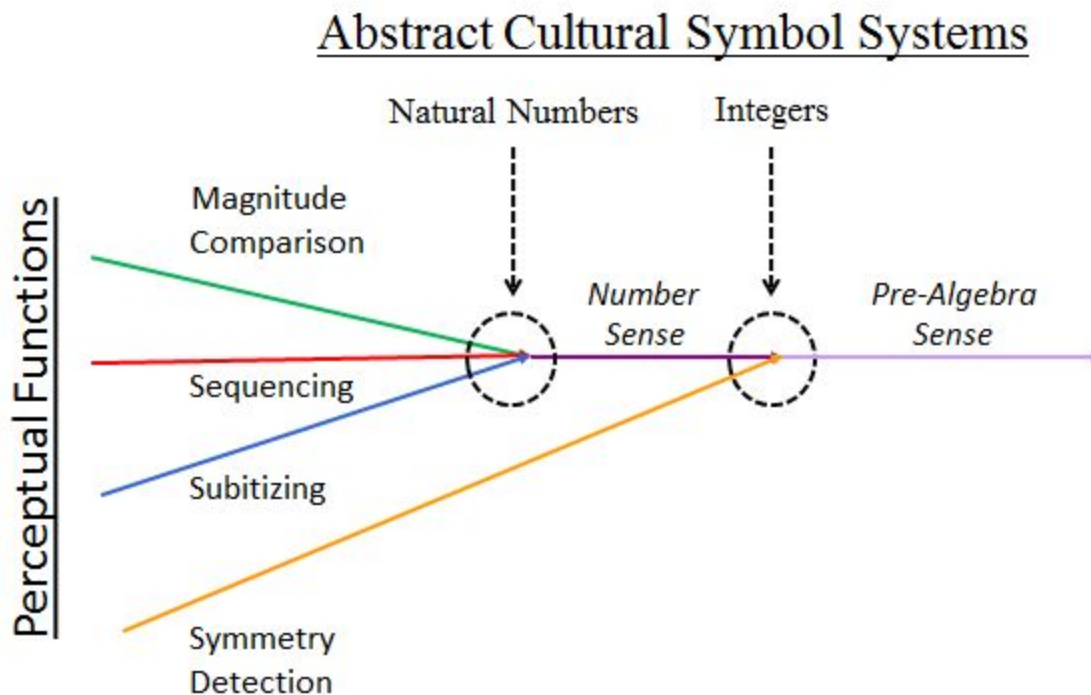 Abstract Cultural Symbol Systems
Natural Numbers
Integers
Perceptual Functions
Magnitude
Comparison
Number
Sense
Pre-Algebra
Sense
Sequencing
Subitizing
Symmetry
Detection